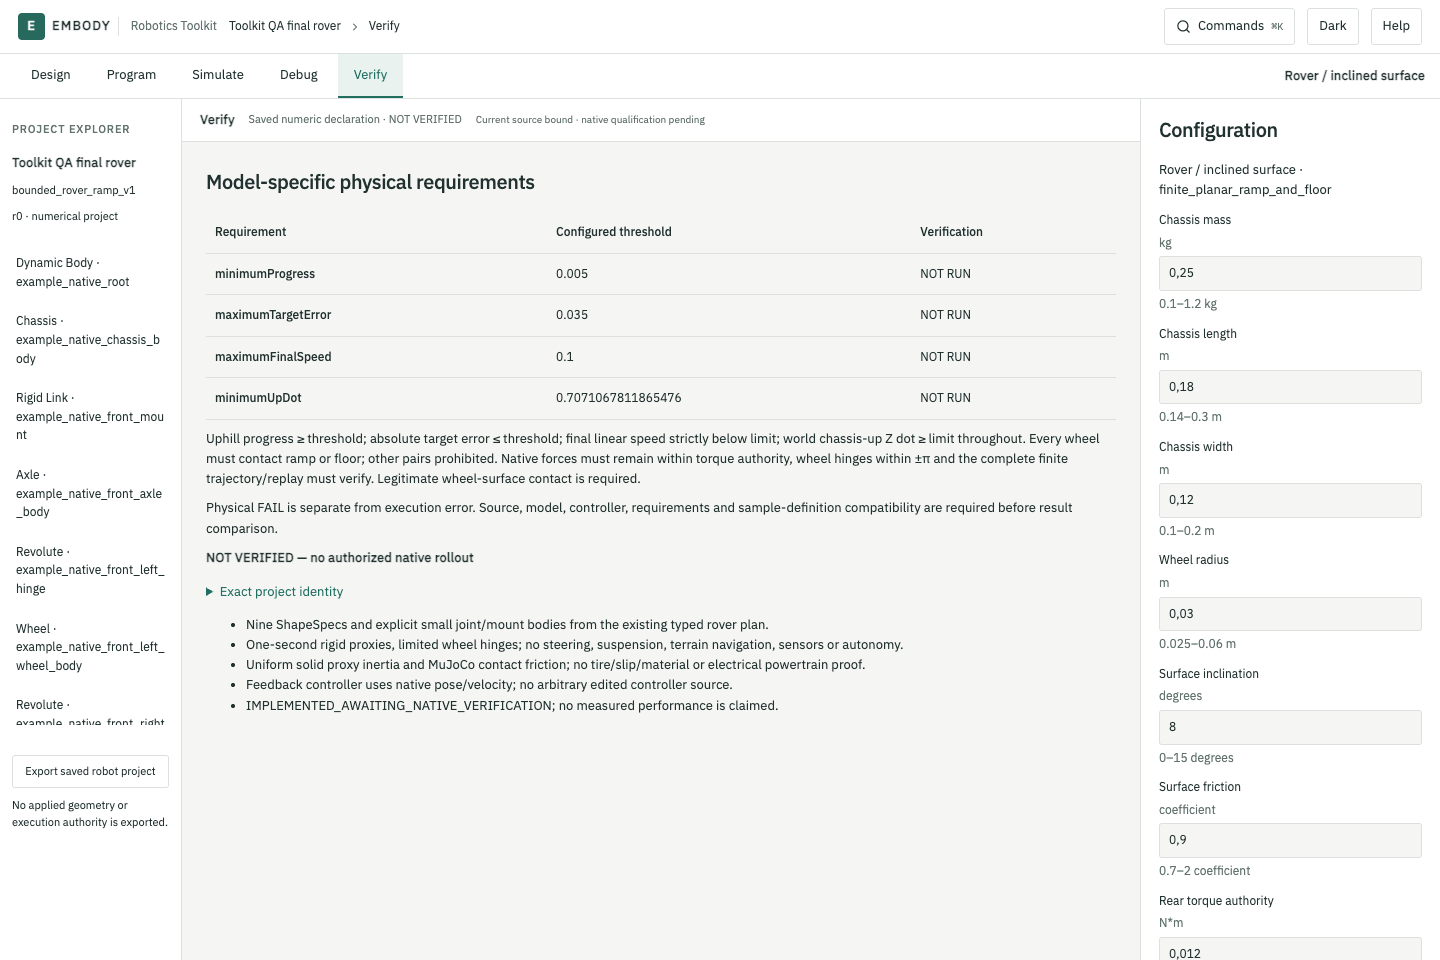 E EMBODY Robotics Toolkit Toolkit QA final rover › Verify Commands ⌘K Dark Help
Design Program Simulate Debug Verify Rover / inclined surface
PROJECT EXPLORER
Toolkit QA final rover
bounded_rover_ramp_v1
r0 · numerical project
Dynamic Body ·
example_native_root
Chassis ·
example_native_chassis_b
ody
Rigid Link ·
example_native_front_mou
nt
Axle ·
example_native_front_axle
_body
Revolute ·
example_native_front_left_
hinge
Wheel ·
example_native_front_left_
wheel_body
Revolute ·
example_native_front_right
Export saved robot project
No applied geometry or
execution authority is exported.
Verify Saved numeric declaration · NOT VERIFIED Current source bound · native qualification pending
Model-specific physical requirements
Requirement Configured threshold Verification
minimumProgress 0.005 NOT RUN
maximumTargetError 0.035 NOT RUN
maximumFinalSpeed 0.1 NOT RUN
minimumUpDot 0.7071067811865476 NOT RUN
Uphill progress ≥ threshold; absolute target error ≤ threshold; final linear speed strictly below limit; world chassis-up Z dot ≥ limit throughout. Every wheel
must contact ramp or floor; other pairs prohibited. Native forces must remain within torque authority, wheel hinges within ±π and the complete finite
trajectory/replay must verify. Legitimate wheel-surface contact is required.
Physical FAIL is separate from execution error. Source, model, controller, requirements and sample-definition compatibility are required before result
comparison.
NOT VERIFIED — no authorized native rollout
▶ Exact project identity
• Nine ShapeSpecs and explicit small joint/mount bodies from the existing typed rover plan.
• One-second rigid proxies, limited wheel hinges; no steering, suspension, terrain navigation, sensors or autonomy.
• Uniform solid proxy inertia and MuJoCo contact friction; no tire/slip/material or electrical powertrain proof.
• Feedback controller uses native pose/velocity; no arbitrary edited controller source.
• IMPLEMENTED_AWAITING_NATIVE_VERIFICATION; no measured performance is claimed.
Configuration
Rover / inclined surface ·
finite_planar_ramp_and_floor
Chassis mass
kg
0,25
0.1–1.2 kg
Chassis length
m
0,18
0.14–0.3 m
Chassis width
m
0,12
0.1–0.2 m
Wheel radius
m
0,03
0.025–0.06 m
Surface inclination
degrees
8
0–15 degrees
Surface friction
coefficient
0,9
0.7–2 coefficient
Rear torque authority
N*m
0,012